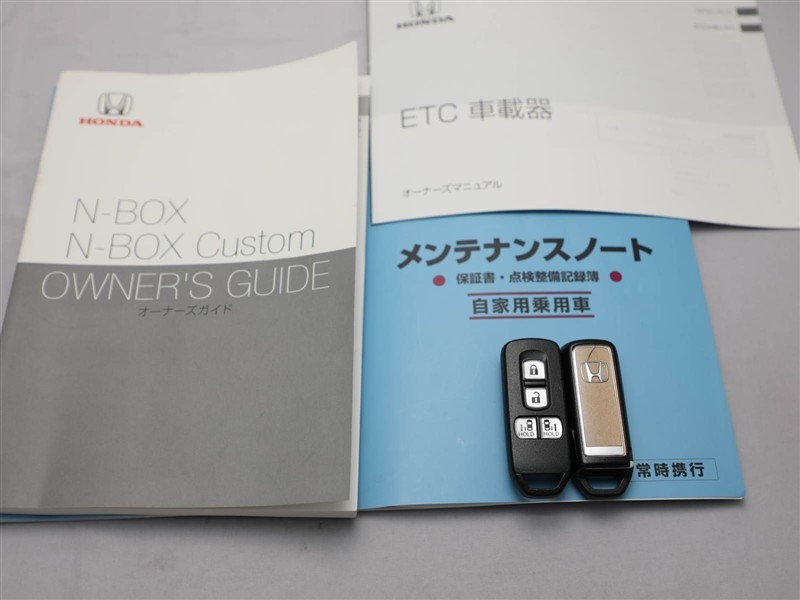 HONDA
N-BOX
N-BOX Custom
OWNER'S GUIDE
オーナーズガイド
HONDA
ETC 車載器
オーナーズマニュアル
メンテナンスノート
保証書・点検整備記録簿
自家用乗用車
HOLD HOLD
常時携行